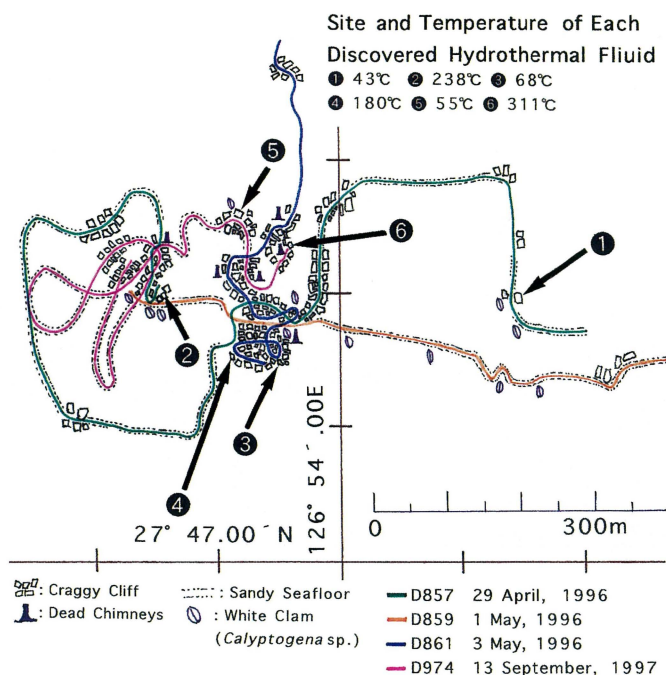 Site and Temperature of Each
Discovered Hydrothermal Fliuid
❶ 43℃ ❷ 238℃ ❸ 68℃
❹ 180℃ ❺ 55℃ ❻ 311℃
❺
❻
❶
❷
❸
❹
126° 54´.00E
27° 47.00´N
0 300m
: Craggy Cliff
: Sandy Seafloor
: Dead Chimneys
: White Clam
(Calyptogena sp.)
D857 29 April, 1996
D859 1 May, 1996
D861 3 May, 1996
D974 13 September, 1997